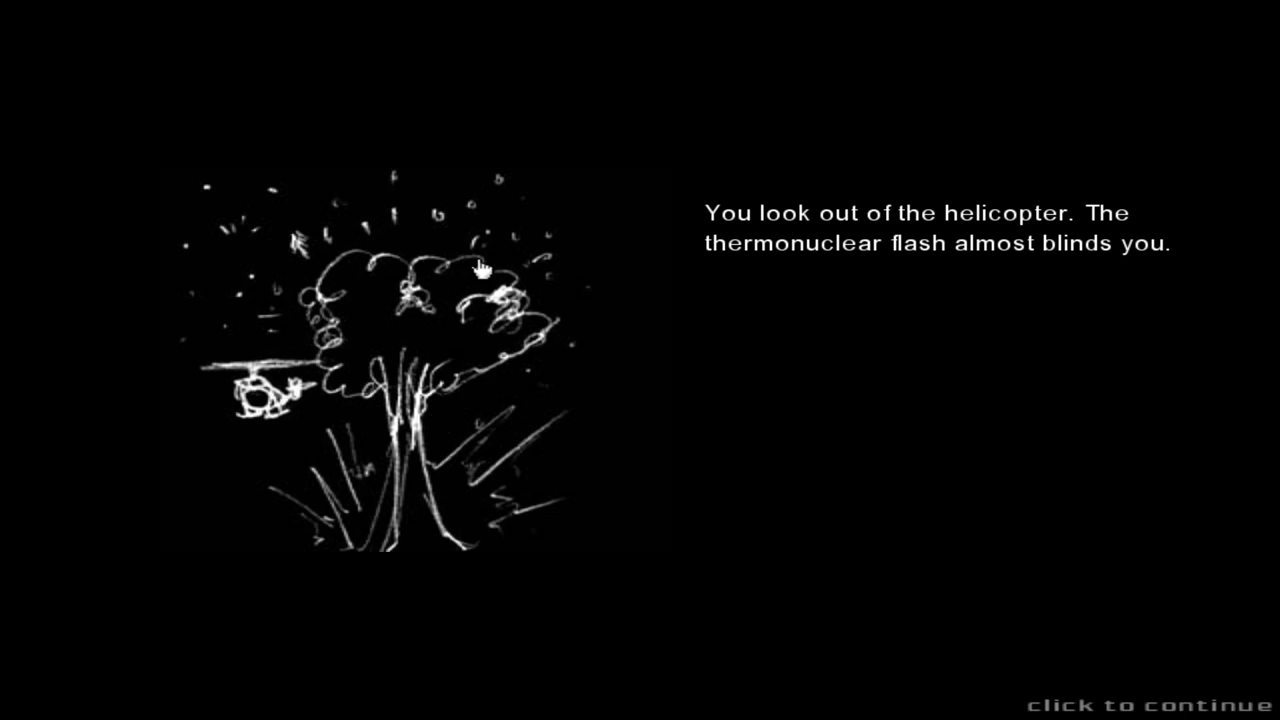 You look out of the helicopter. The
thermonuclear flash almost blinds you.
click to continue